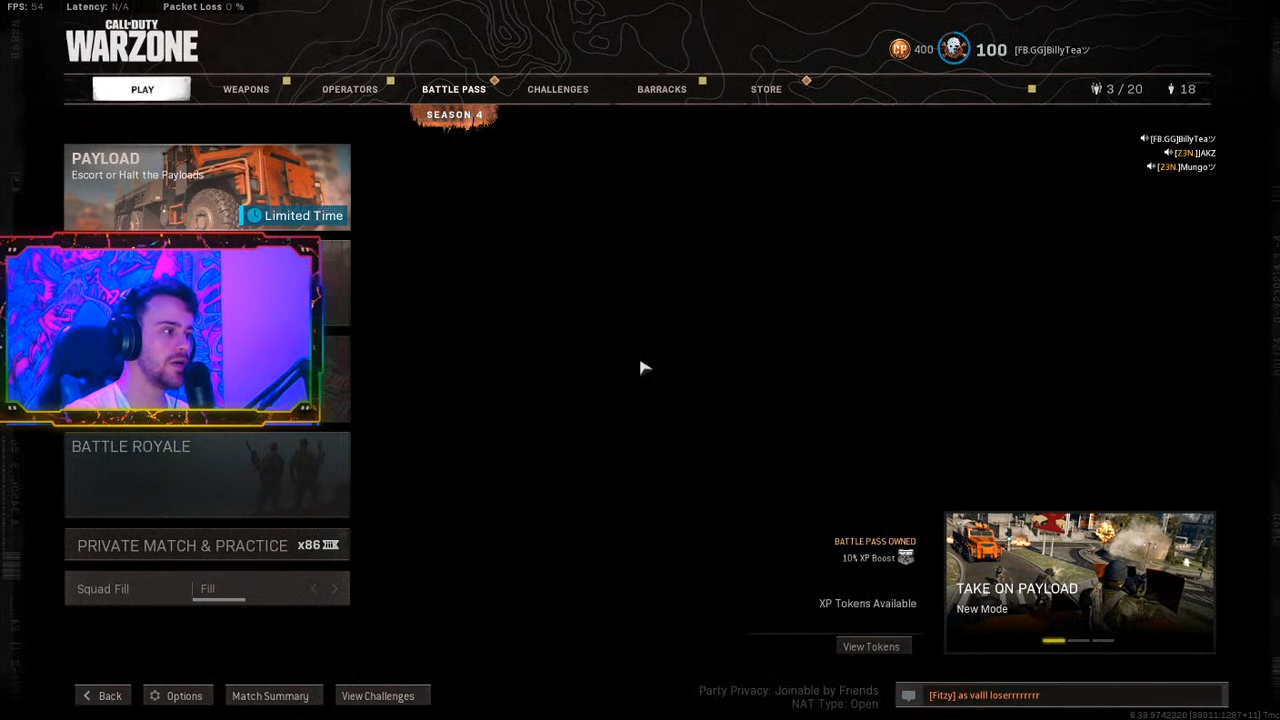 FPS: 54 Latency: N/A Packet Loss 0 %
CALL OF DUTY
WARZONE
CP 400 100 [FB.GG]BillyTeaツ
PLAY WEAPONS OPERATORS BATTLE PASS CHALLENGES BARRACKS STORE 3 / 20 18
SEASON 4
[FB.GG]BillyTeaツ
[Z3N.]JAKZ
[Z3N.]Mungoツ
PAYLOAD
Escort or Halt the Payloads
Limited Time
BATTLE ROYALE
PRIVATE MATCH & PRACTICE x86
Squad Fill Fill
BATTLE PASS OWNED
10% XP Boost
XP Tokens Available
View Tokens
TAKE ON PAYLOAD
New Mode
Back Options Match Summary View Challenges
Party Privacy: Joinable by Friends
NAT Type: Open
[Fitzy] as valll loserrrrrrrr